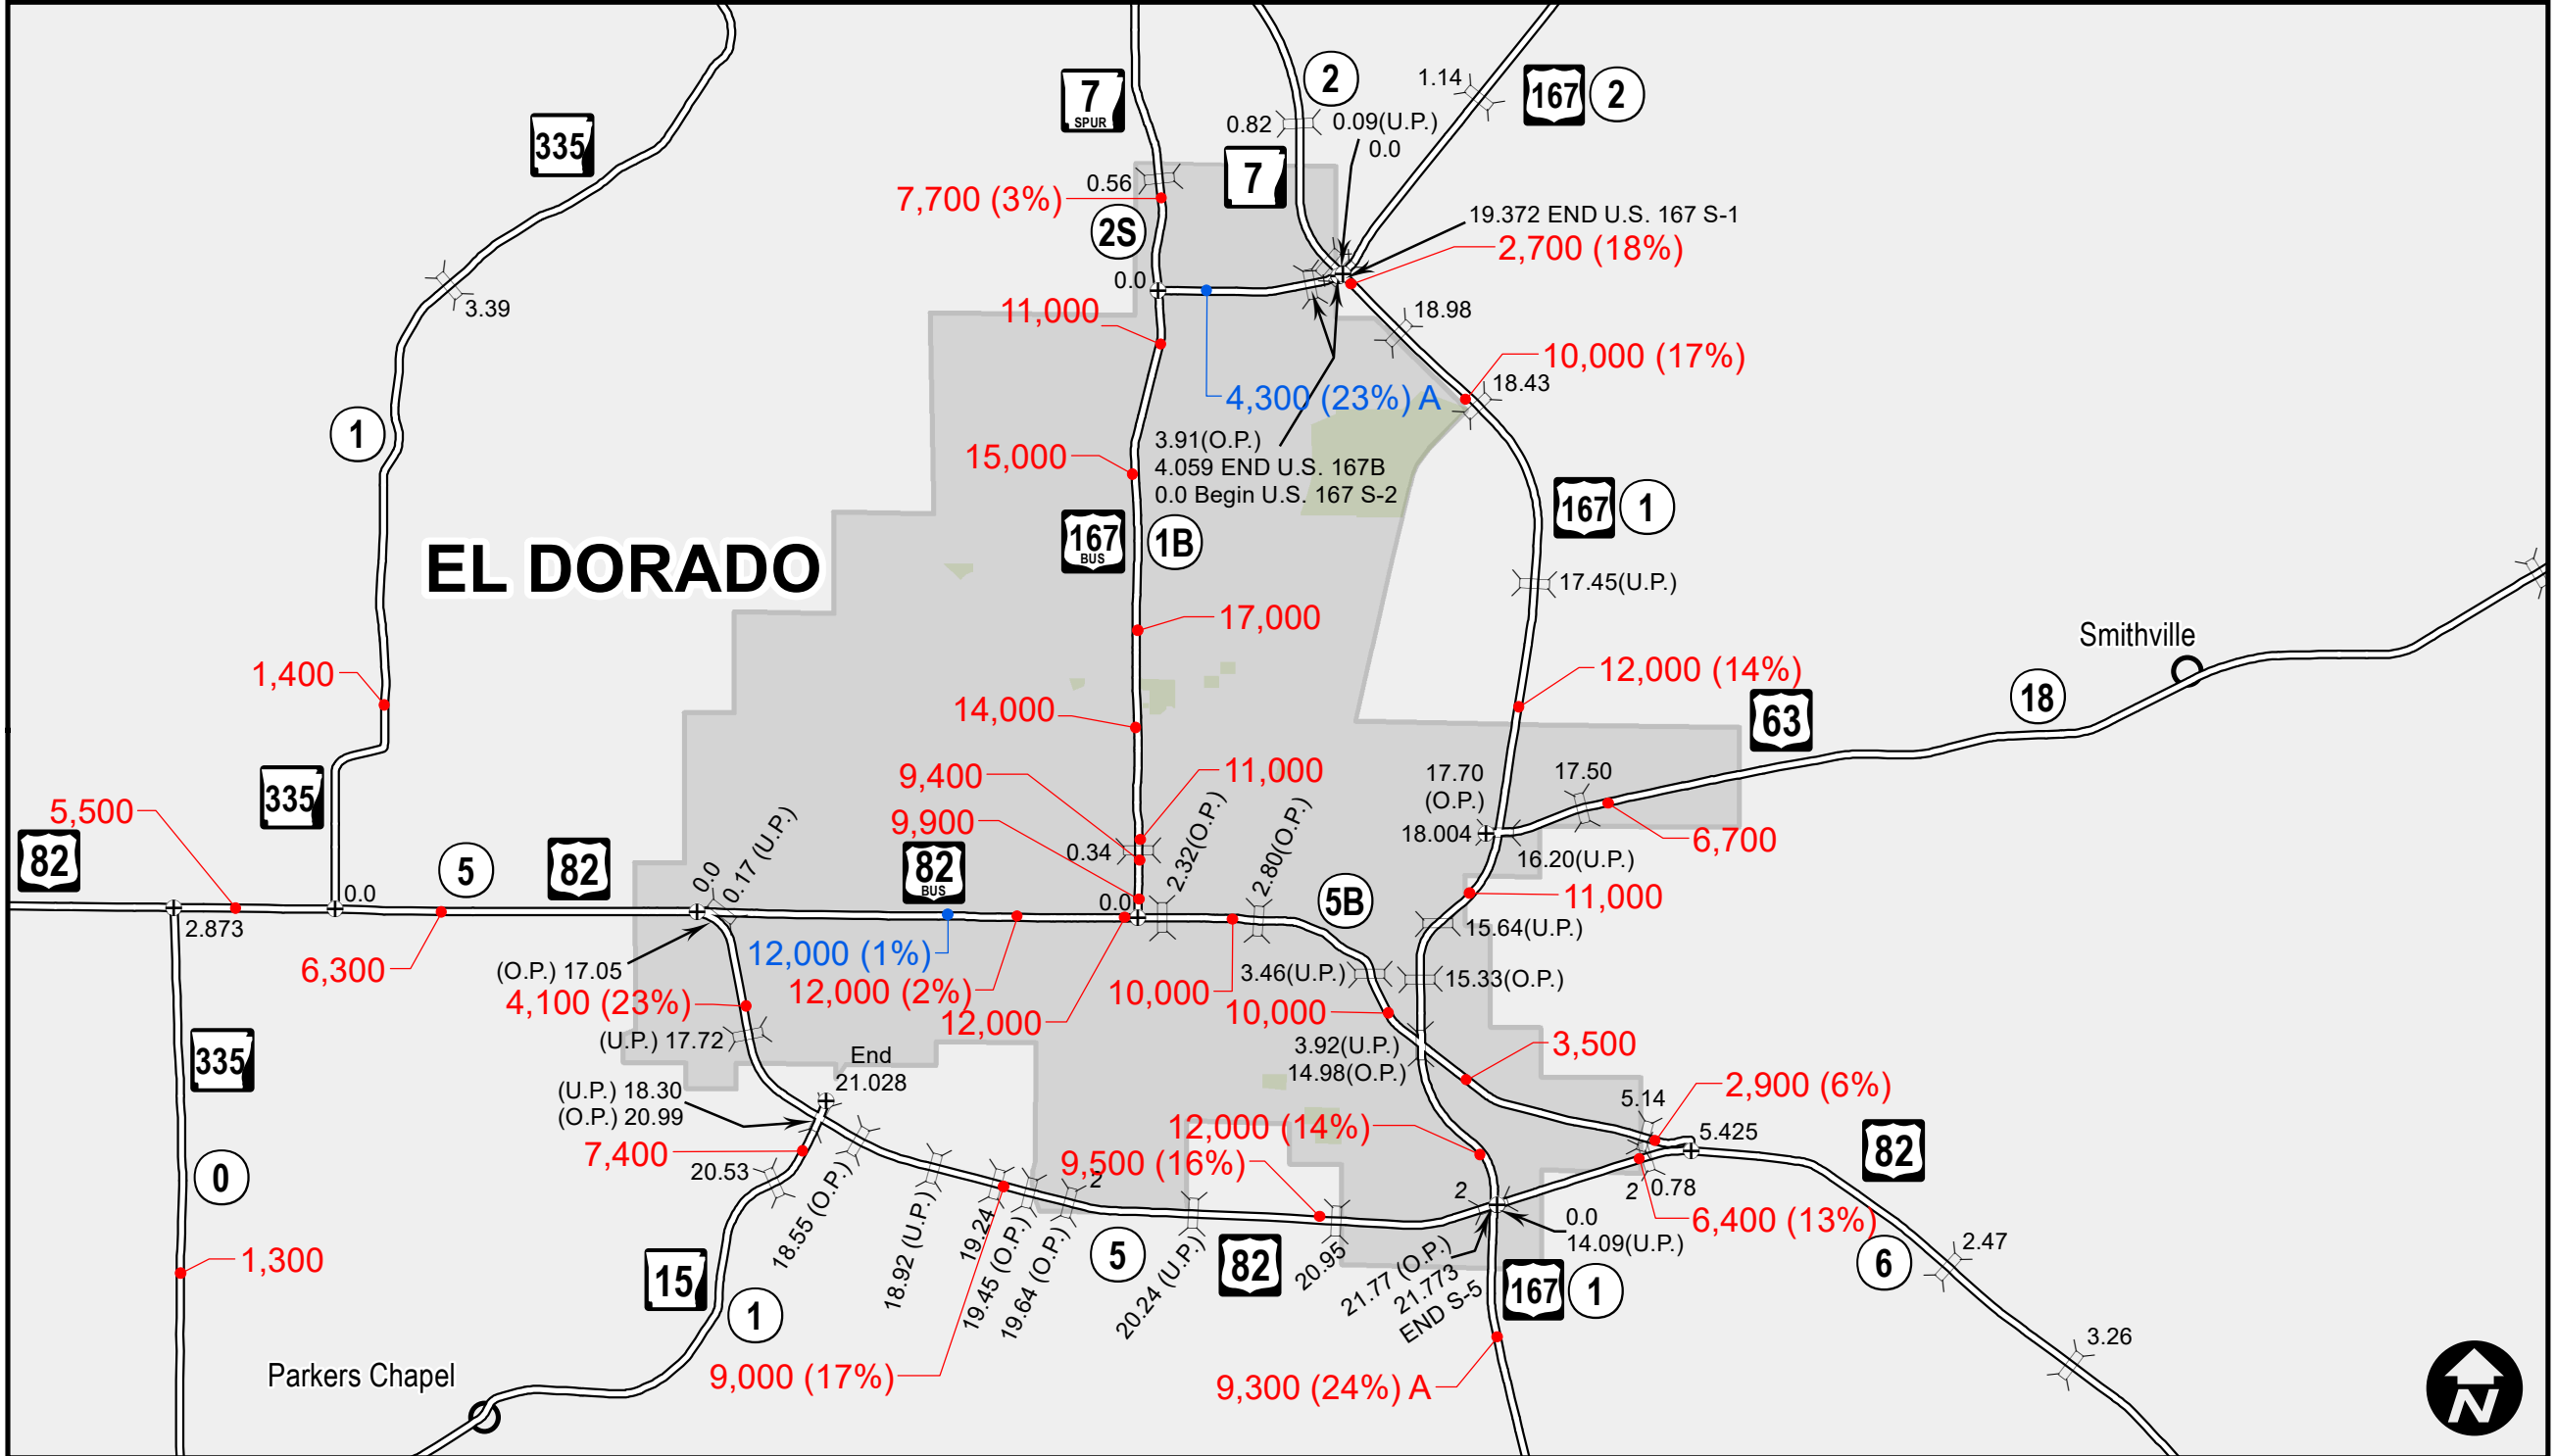 1.14
167
2
2
7
SPUR
0.82
0.09(U.P.)
0.0
335
7
0.56
7,700 (3%)
2S
19.372 END U.S. 167 S-1
2,700 (18%)
0.0
3.39
11,000
18.98
10,000 (17%)
18.43
4,300 (23%) A
1
3.91(O.P.)
4.059 END U.S. 167B
0.0 Begin U.S. 167 S-2
15,000
167
1
167
BUS
1B
EL DORADO
17.45(U.P.)
17,000
Smithville
1,400
12,000 (14%)
18
14,000
63
9,400
11,000
17.70
(O.P.)
17.50
335
5,500
9,900
18.004
6,700
82
5
82
0.34
82
BUS
2.32(O.P.)
2.80(O.P.)
16.20(U.P.)
0.0
0.17 (U.P.)
0.0
0.0
5B
11,000
2.873
15.64(U.P.)
12,000 (1%)
6,300
(O.P.) 17.05
3.46(U.P.)
15.33(O.P.)
12,000 (2%)
10,000
4,100 (23%)
12,000
10,000
(U.P.) 17.72
3,500
335
End
21.028
3.92(U.P.)
14.98(O.P.)
(U.P.) 18.30
(O.P.) 20.99
2,900 (6%)
5.14
12,000 (14%)
5.425
82
7,400
9,500 (16%)
20.53
0
2
2
2
0.78
6,400 (13%)
0.0
14.09(U.P.)
18.55 (O.P.)
18.92 (U.P.)
19.24
19.45 (O.P.)
19.64 (O.P.)
20.24 (U.P.)
20.95
21.77 (O.P.)
21.773
END S-5
2.47
1,300
5
82
6
15
1
167
1
3.26
Parkers Chapel
9,000 (17%)
9,300 (24%) A
N